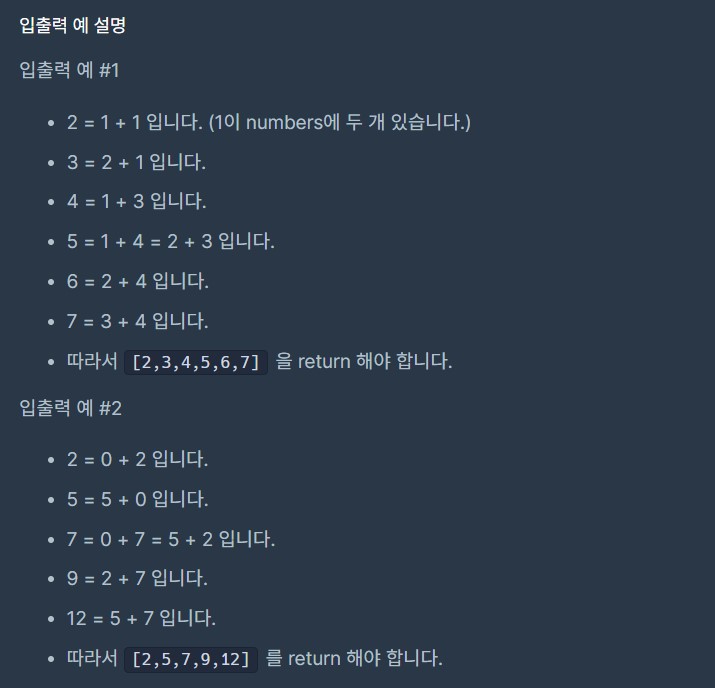 입출력 예 설명
입출력 예 #1
• 2 = 1 + 1 입니다. (1이 numbers에 두 개 있습니다.)
• 3 = 2 + 1 입니다.
• 4 = 1 + 3 입니다.
• 5 = 1 + 4 = 2 + 3 입니다.
• 6 = 2 + 4 입니다.
• 7 = 3 + 4 입니다.
• 따라서 [2,3,4,5,6,7] 을 return 해야 합니다.
입출력 예 #2
• 2 = 0 + 2 입니다.
• 5 = 5 + 0 입니다.
• 7 = 0 + 7 = 5 + 2 입니다.
• 9 = 2 + 7 입니다.
• 12 = 5 + 7 입니다.
• 따라서 [2,5,7,9,12] 를 return 해야 합니다.